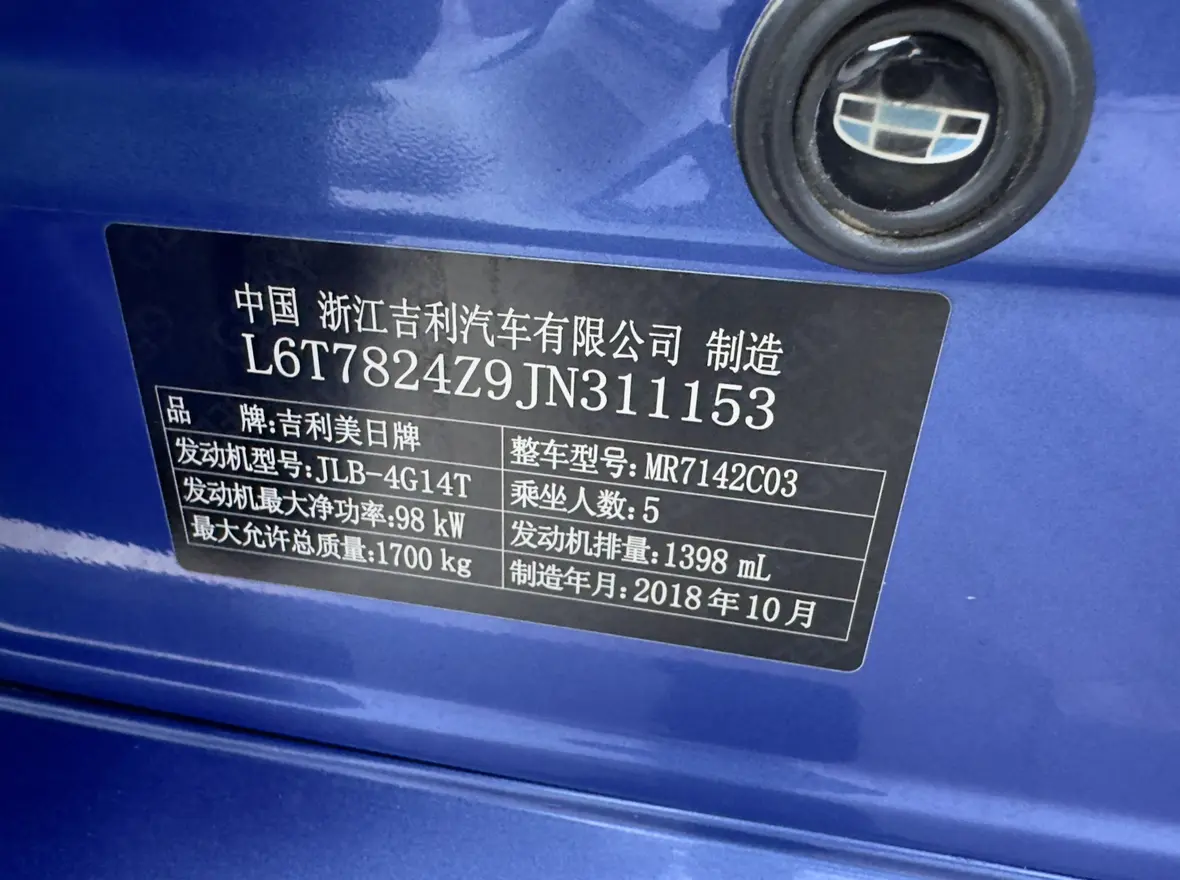 中国 浙江吉利汽车有限公司 制造
L6T7824Z9JN311153
品 牌:吉利美日牌 整车型号:MR7142C03
发动机型号:JLB-4G14T 乘坐人数:5
发动机最大净功率:98 kW 发动机排量:1398 mL
最大允许总质量:1700 kg 制造年月:2018年10月